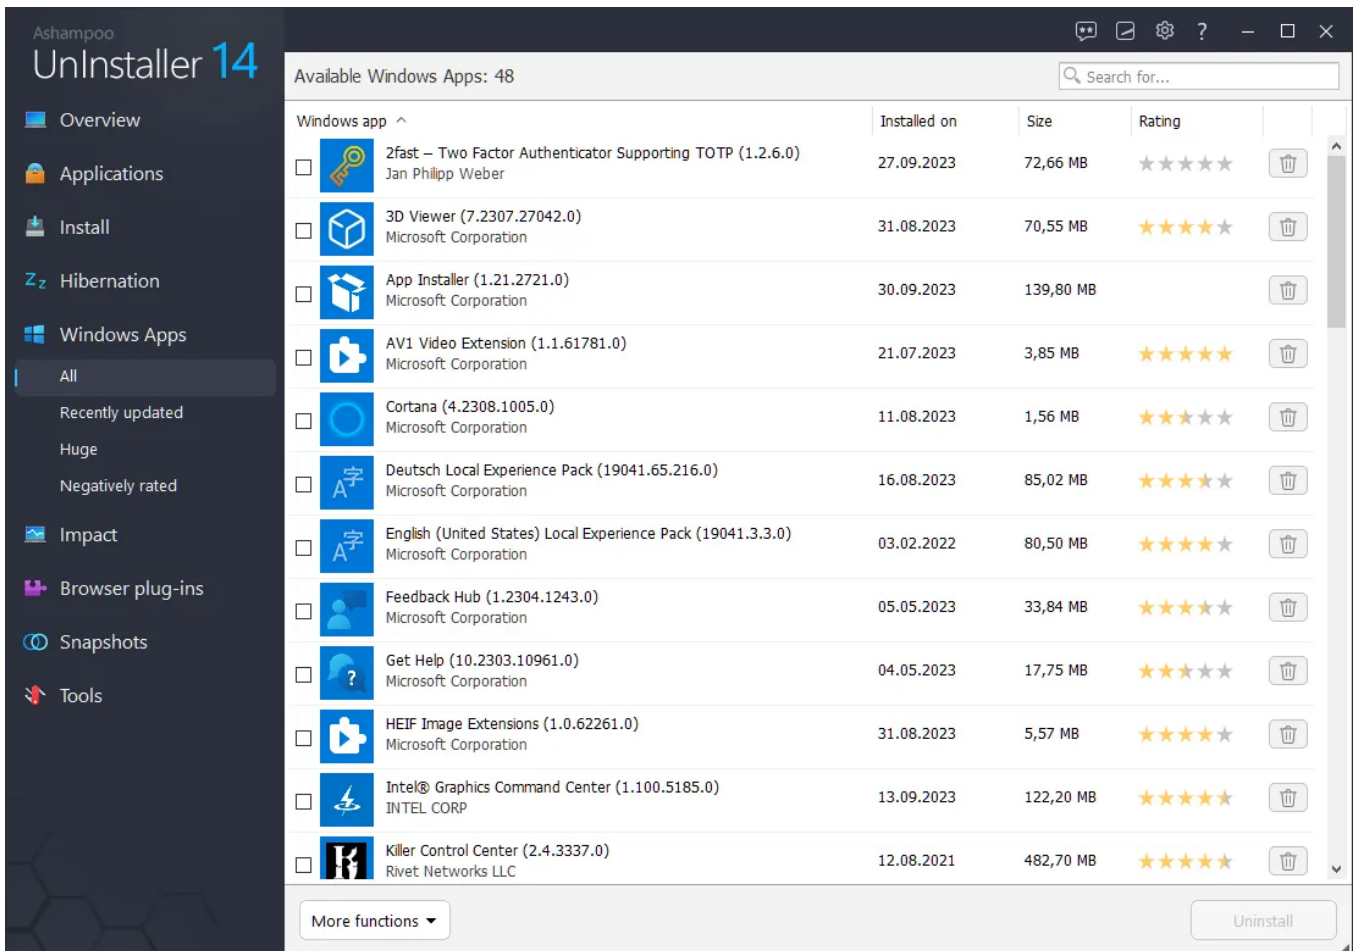 Ashampoo
UnInstaller 14
Overview
Applications
Install
Hibernation
Windows Apps
All
Recently updated
Huge
Negatively rated
Impact
Browser plug-ins
Snapshots
Tools
Available Windows Apps: 48
Search for...
Windows app Installed on Size Rating
2fast – Two Factor Authenticator Supporting TOTP (1.2.6.0)
Jan Philipp Weber
27.09.2023 72,66 MB
3D Viewer (7.2307.27042.0)
Microsoft Corporation
31.08.2023 70,55 MB
App Installer (1.21.2721.0)
Microsoft Corporation
30.09.2023 139,80 MB
AV1 Video Extension (1.1.61781.0)
Microsoft Corporation
21.07.2023 3,85 MB
Cortana (4.2308.1005.0)
Microsoft Corporation
11.08.2023 1,56 MB
Deutsch Local Experience Pack (19041.65.216.0)
Microsoft Corporation
16.08.2023 85,02 MB
English (United States) Local Experience Pack (19041.3.3.0)
Microsoft Corporation
03.02.2022 80,50 MB
Feedback Hub (1.2304.1243.0)
Microsoft Corporation
05.05.2023 33,84 MB
Get Help (10.2303.10961.0)
Microsoft Corporation
04.05.2023 17,75 MB
HEIF Image Extensions (1.0.62261.0)
Microsoft Corporation
31.08.2023 5,57 MB
Intel® Graphics Command Center (1.100.5185.0)
INTEL CORP
13.09.2023 122,20 MB
Killer Control Center (2.4.3337.0)
Rivet Networks LLC
12.08.2021 482,70 MB
More functions
Uninstall